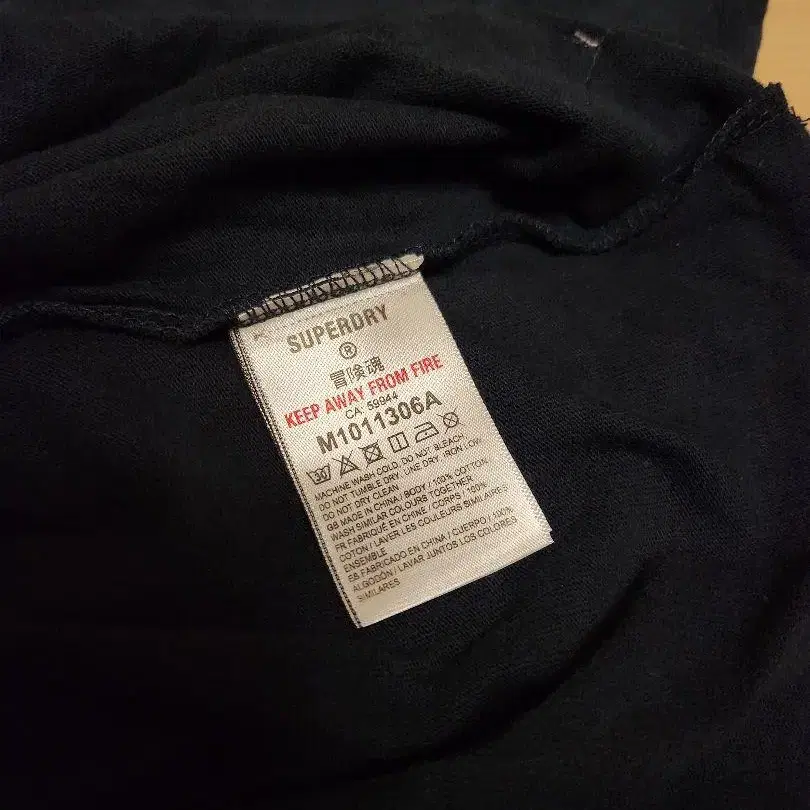 SUPERDRY
®
冒険魂
KEEP AWAY FROM FIRE
CA 59944
M1011306A
30
MACHINE WASH COLD, DO NOT BLEACH
DO NOT TUMBLE DRY, LINE DRY, IRON LOW,
DO NOT DRY CLEAN
GB MADE IN CHINA / BODY / 100% COTTON
WASH SIMILAR COLOURS TOGETHER
FR FABRIQUÉ EN CHINE / CORPS / 100%
COTON / LAVER LES COULEURS SIMILAIRES
ENSEMBLE
ES FABRICADO EN CHINA / CUERPO / 100%
ALGODÓN / LAVAR JUNTOS LOS COLORES
SIMILARES